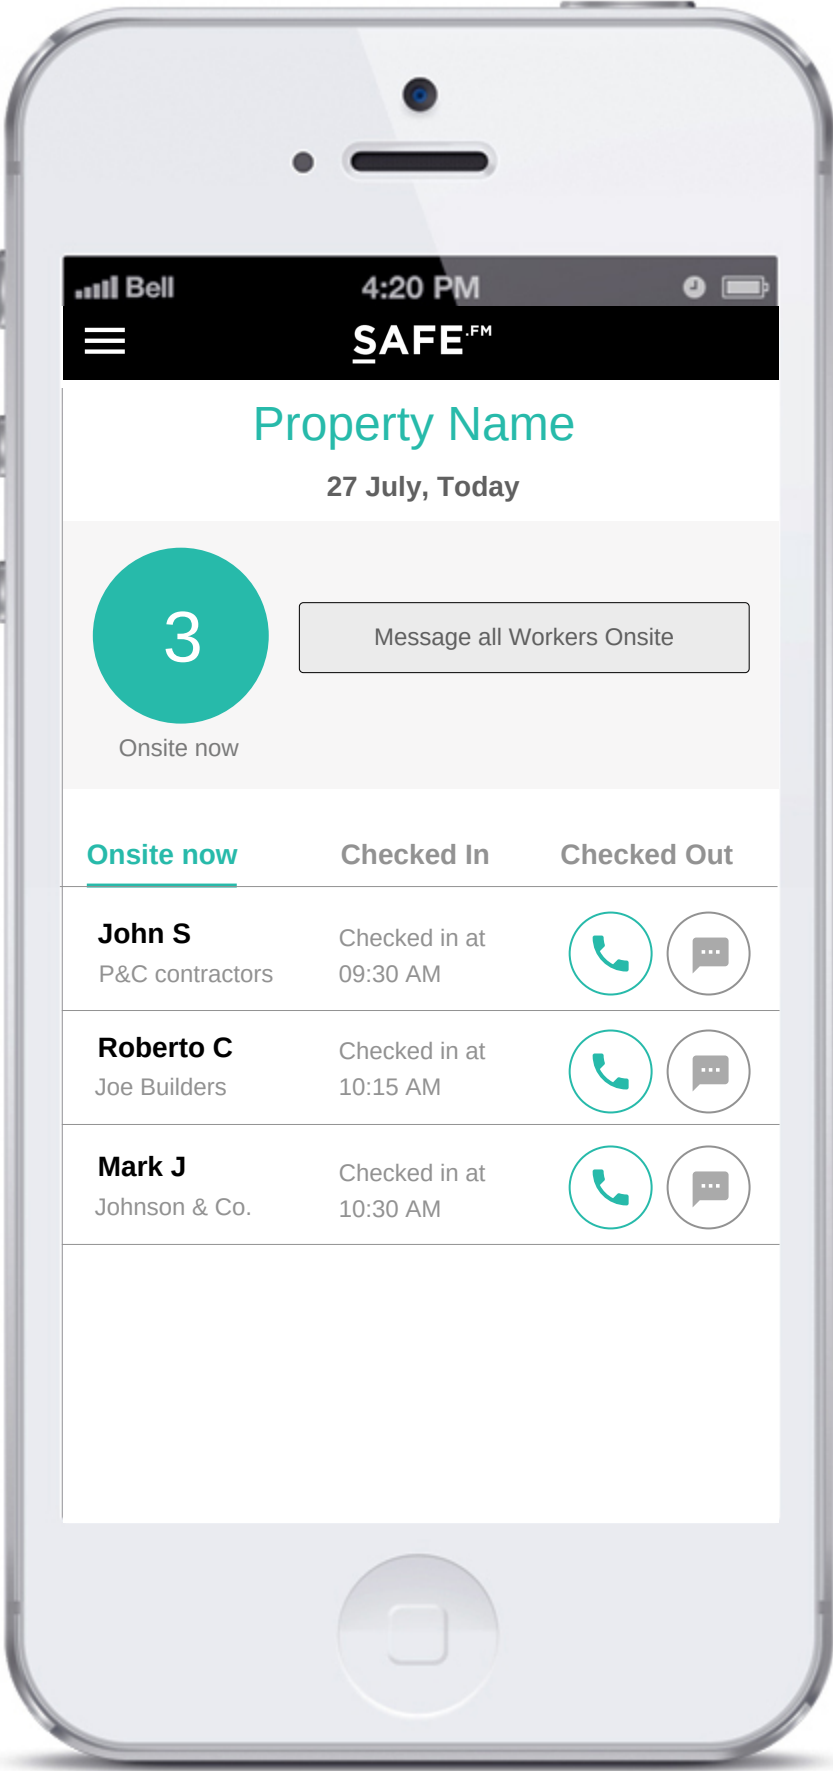 Bell 4:20 PM
SAFE.FM
Property Name
27 July, Today
3
Message all Workers Onsite
Onsite now
Onsite now Checked In Checked Out
John S
P&C contractors
Checked in at
09:30 AM
Roberto C
Joe Builders
Checked in at
10:15 AM
Mark J
Johnson & Co.
Checked in at
10:30 AM